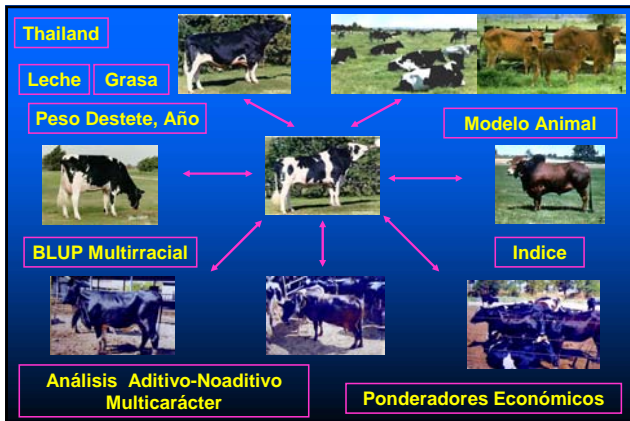 Thailand
Leche
Grasa
Peso Destete, Año
Modelo Animal
BLUP Multirracial
Indice
Análisis Aditivo-Noaditivo
Multicarácter
Ponderadores Económicos